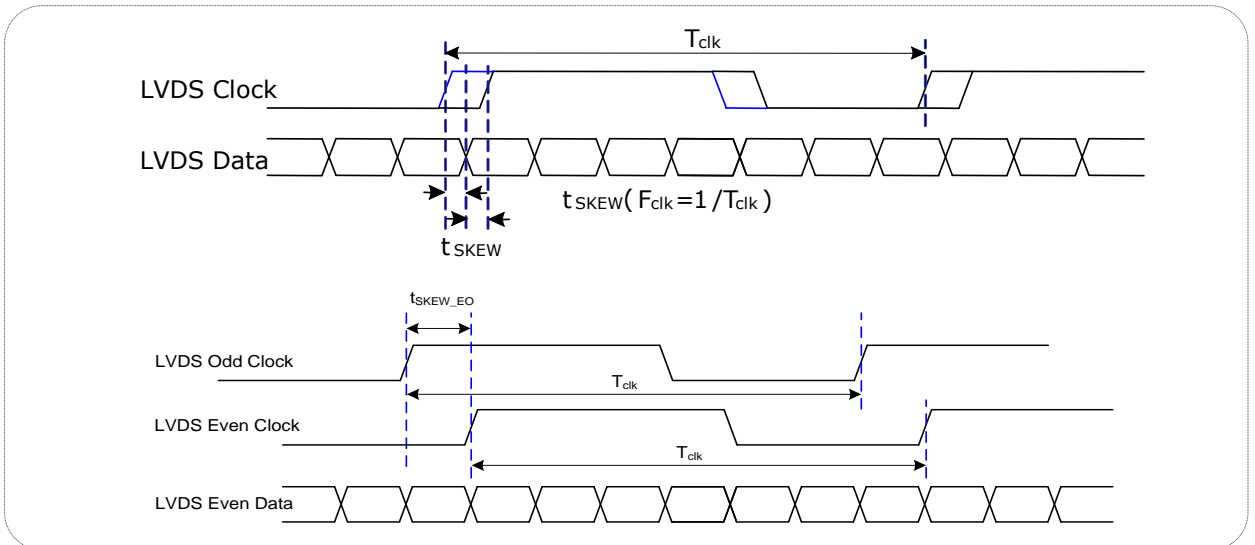 Tclk
LVDS Clock
LVDS Data
tSKEW( Fclk=1/Tclk )
tSKEW
tSKEW_EO
LVDS Odd Clock
Tclk
LVDS Even Clock
Tclk
LVDS Even Data